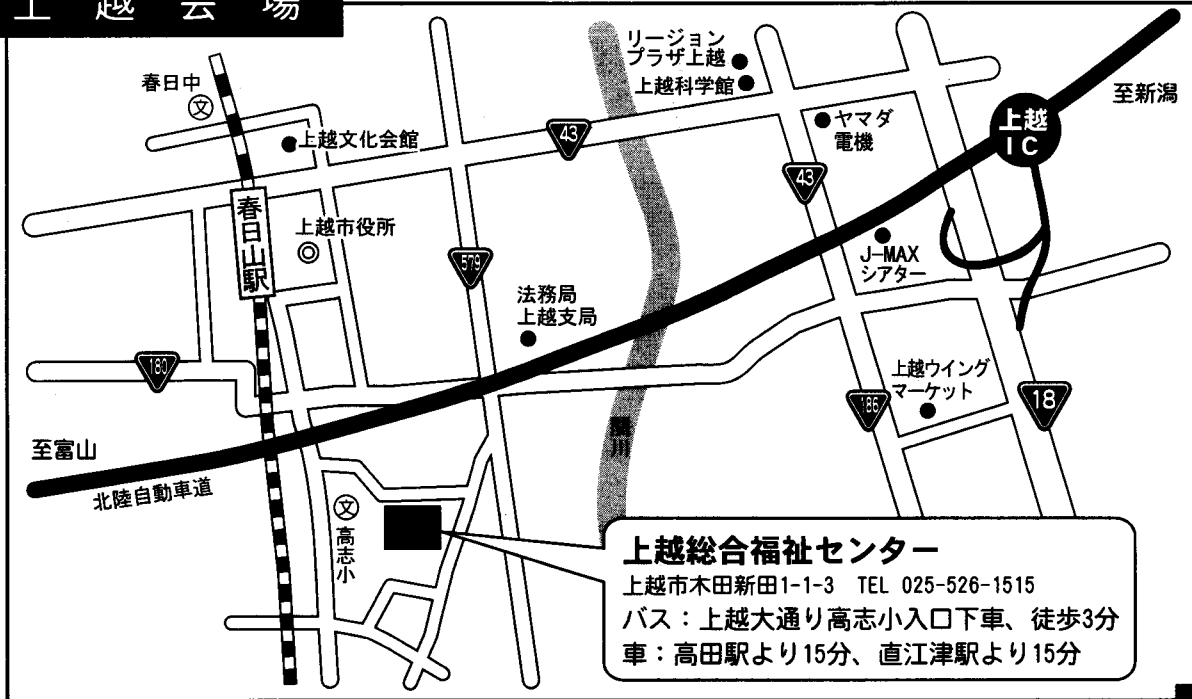 上越会場
春日中
文
上越文化会館
43
リージョン
プラザ上越
上越科学館
ヤマダ
電機
至新潟
上越
IC
春日山駅
上越市役所
579
43
J-MAX
シアター
法務局
上越支局
180
上越ウイング
マーケット
186
18
関川
至富山
北陸自動車道
文
高志小
上越総合福祉センター
上越市木田新田1-1-3 TEL 025-526-1515
バス：上越大通り高志小入口下車、徒歩3分
車：高田駅より15分、直江津駅より15分